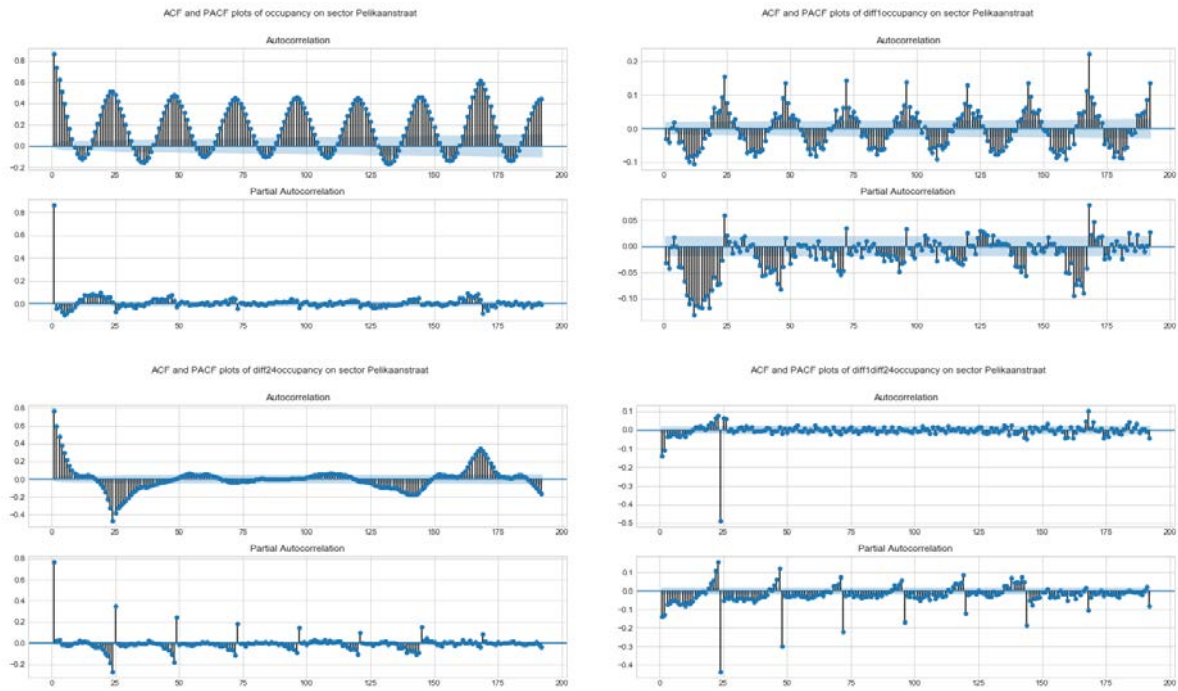 ACF and PACF plots of occupancy on sector Pelikaanstraat
Autocorrelation
0.8
0.6
0.4
0.2
0.0
−0.2
0 25 50 75 100 125 150 175 200
Partial Autocorrelation
0.8
0.6
0.4
0.2
0.0
0 25 50 75 100 125 150 175 200
ACF and PACF plots of diff1occupancy on sector Pelikaanstraat
Autocorrelation
0.2
0.1
0.0
−0.1
0 25 50 75 100 125 150 175 200
Partial Autocorrelation
0.05
0.00
−0.05
−0.10
0 25 50 75 100 125 150 175 200
ACF and PACF plots of diff24occupancy on sector Pelikaanstraat
Autocorrelation
0.8
0.6
0.4
0.2
0.0
−0.2
−0.4
0 25 50 75 100 125 150 175 200
Partial Autocorrelation
0.8
0.6
0.4
0.2
0.0
−0.2
0 25 50 75 100 125 150 175 200
ACF and PACF plots of diff1diff24occupancy on sector Pelikaanstraat
Autocorrelation
0.1
0.0
−0.1
−0.2
−0.3
−0.4
−0.5
0 25 50 75 100 125 150 175 200
Partial Autocorrelation
0.1
0.0
−0.1
−0.2
−0.3
−0.4
0 25 50 75 100 125 150 175 200